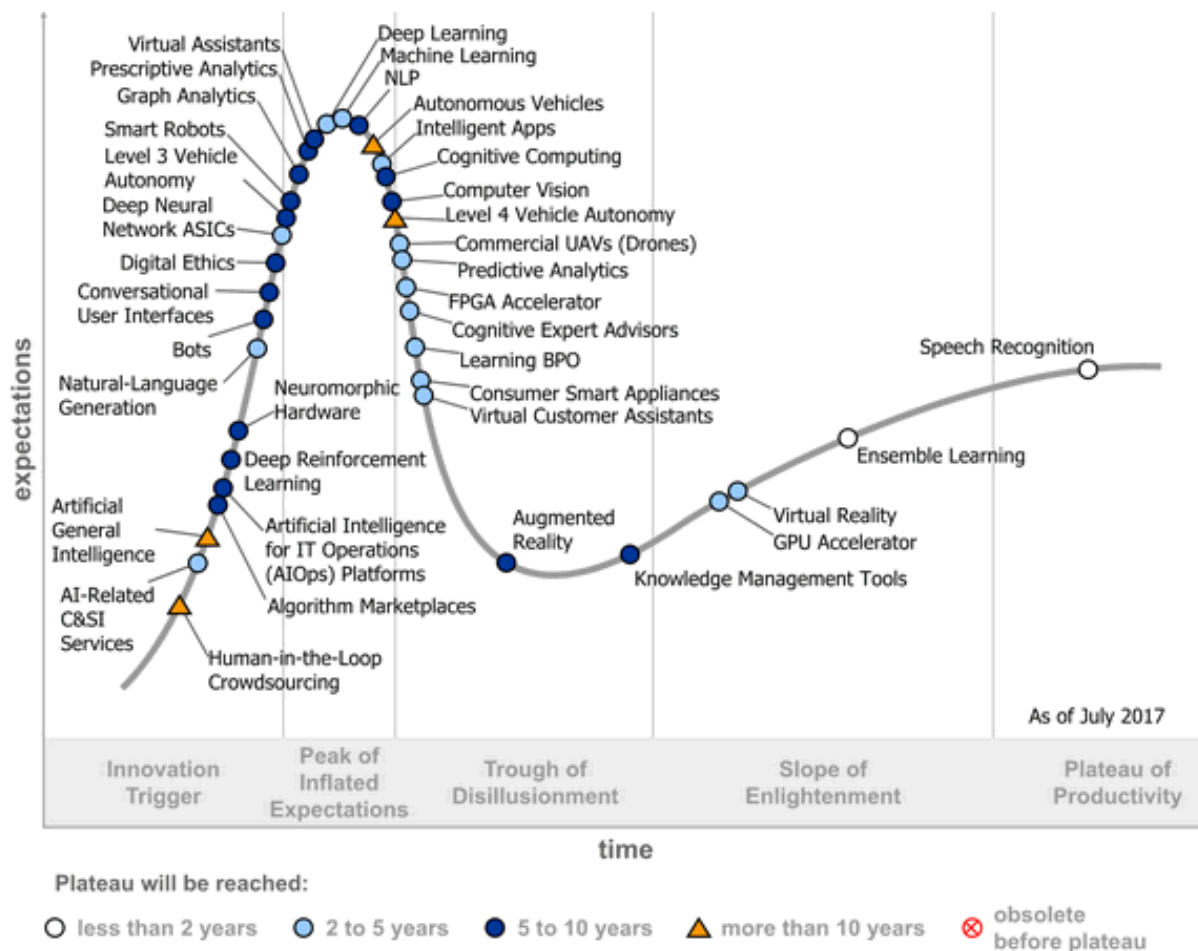 expectations
Virtual Assistants
Prescriptive Analytics
Graph Analytics
Smart Robots
Level 3 Vehicle
Autonomy
Deep Neural
Network ASICs
Digital Ethics
Conversational
User Interfaces
Bots
Natural-Language
Generation
Neuromorphic
Hardware
Deep Reinforcement
Learning
Artificial
General
Intelligence
Artificial Intelligence
for IT Operations
(AIOps) Platforms
AI-Related
C&SI
Services
Algorithm Marketplaces
Human-in-the-Loop
Crowdsourcing
Deep Learning
Machine Learning
NLP
Autonomous Vehicles
Intelligent Apps
Cognitive Computing
Computer Vision
Level 4 Vehicle Autonomy
Commercial UAVs (Drones)
Predictive Analytics
FPGA Accelerator
Cognitive Expert Advisors
Learning BPO
Consumer Smart Appliances
Virtual Customer Assistants
Augmented
Reality
Knowledge Management Tools
Virtual Reality
GPU Accelerator
Ensemble Learning
Speech Recognition
As of July 2017
Innovation
Trigger
Peak of
Inflated
Expectations
Trough of
Disillusionment
Slope of
Enlightenment
Plateau of
Productivity
time
Plateau will be reached:
less than 2 years
2 to 5 years
5 to 10 years
more than 10 years
obsolete
before plateau